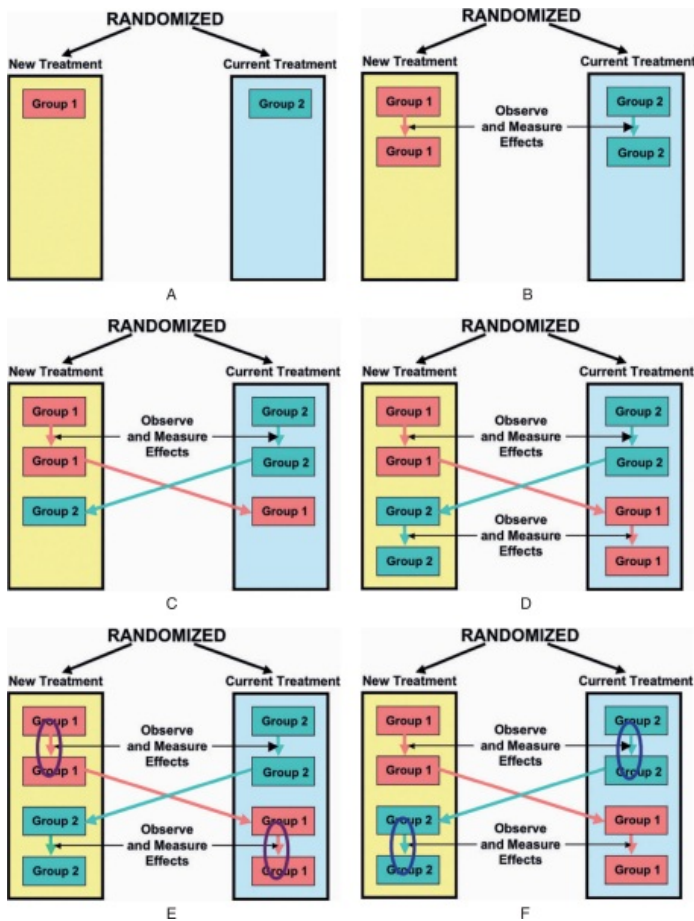 RANDOMIZED
New Treatment
Current Treatment
Group 1
Group 2
A
RANDOMIZED
New Treatment
Current Treatment
Group 1
Group 2
Observe
and Measure
Effects
Group 1
Group 2
B
RANDOMIZED
New Treatment
Current Treatment
Group 1
Group 2
Observe
and Measure
Effects
Group 1
Group 2
Group 2
Group 1
C
RANDOMIZED
New Treatment
Current Treatment
Group 1
Group 2
Observe
and Measure
Effects
Group 1
Group 2
Group 2
Group 1
Observe
and Measure
Effects
Group 2
Group 1
D
RANDOMIZED
New Treatment
Current Treatment
Group 1
Group 2
Observe
and Measure
Effects
Group 1
Group 2
Group 2
Group 1
Observe
and Measure
Effects
Group 2
Group 1
E
RANDOMIZED
New Treatment
Current Treatment
Group 1
Group 2
Observe
and Measure
Effects
Group 1
Group 2
Group 2
Group 1
Observe
and Measure
Effects
Group 2
Group 1
F